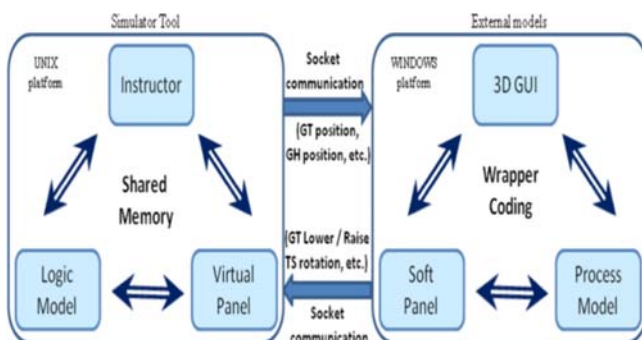 Simulator Tool
External models
UNIX
platform
Instructor
Shared
Memory
Logic
Model
Virtual
Panel
Socket
communication
(GT position,
GH position, etc.)
(GT Lower / Raise
TS rotation, etc.)
Socket
communication
WINDOWS
platform
3D GUI
Wrapper
Coding
Soft
Panel
Process
Model